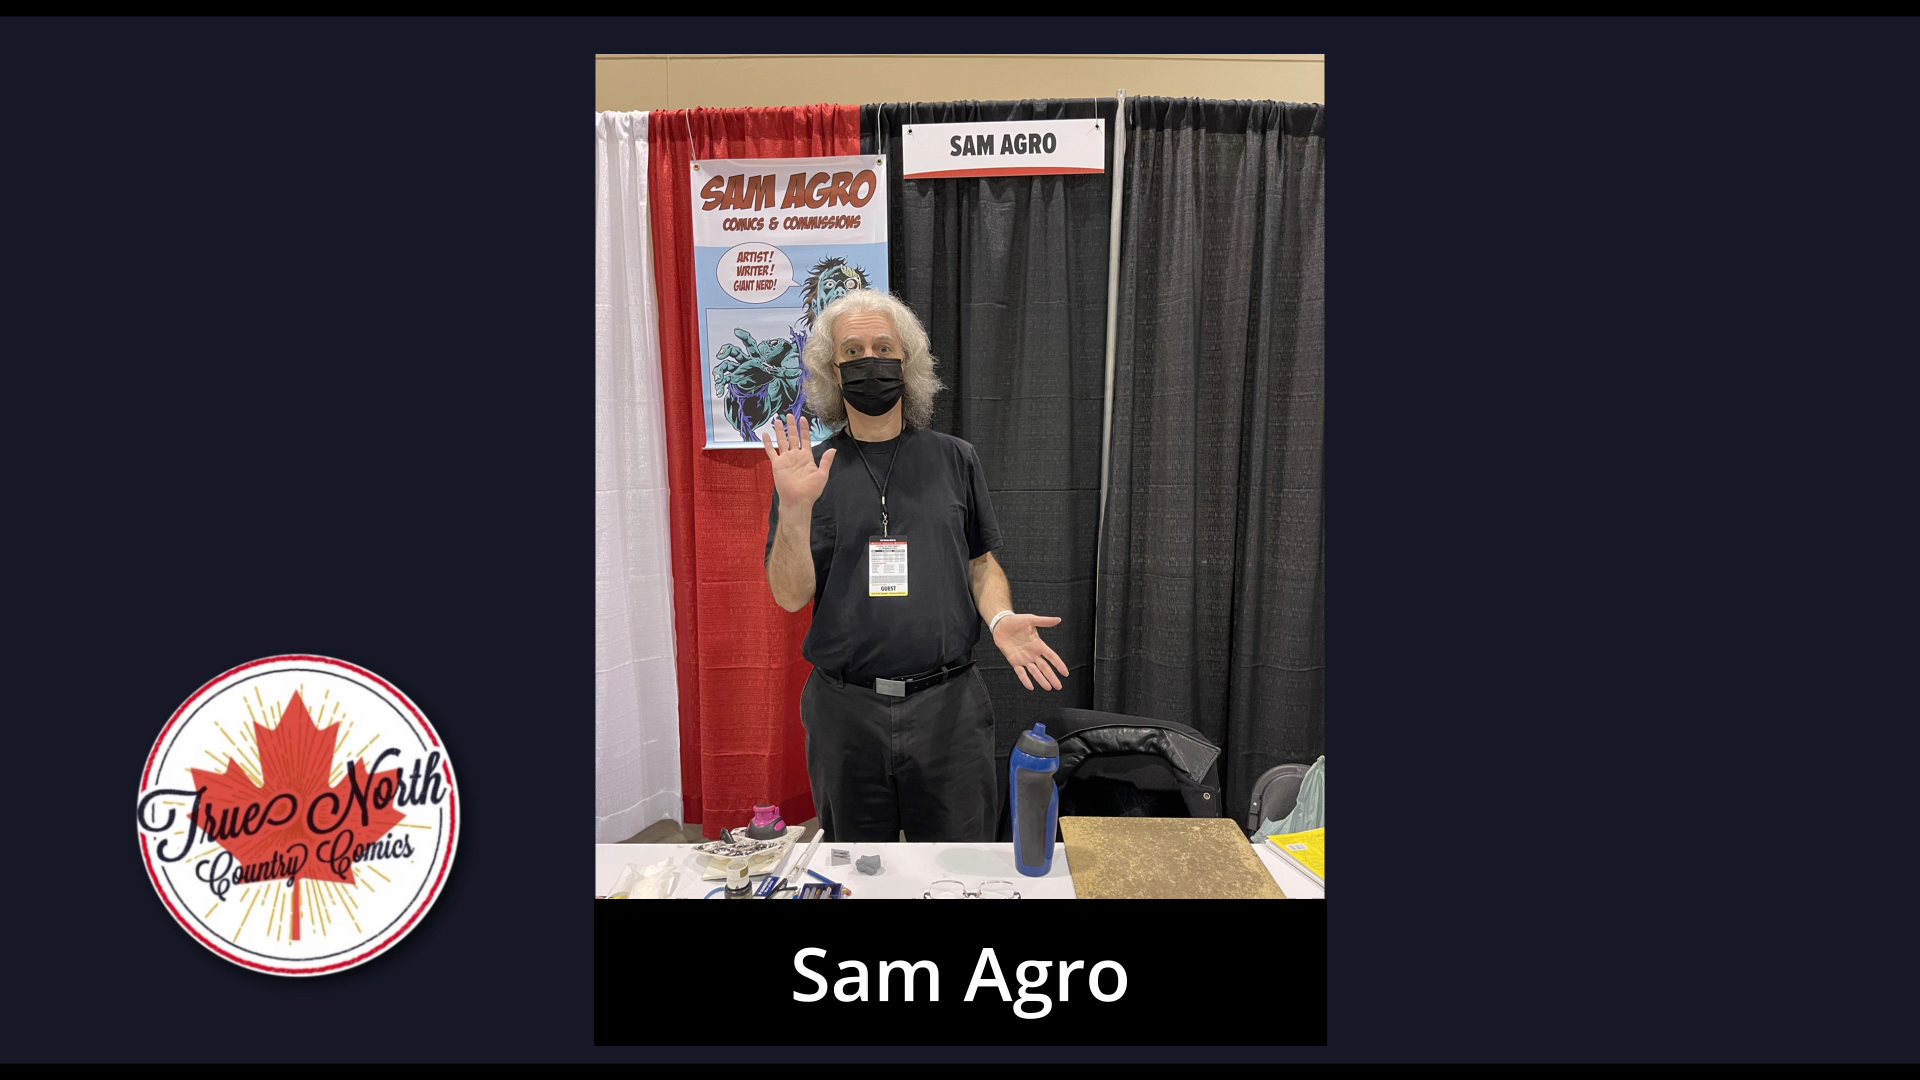 SAM AGRO
SAM AGRO
COMICS & COMMISSIONS
ARTIST!
WRITER!
GIANT NERD!
GUEST
True North
Country Comics
Sam Agro